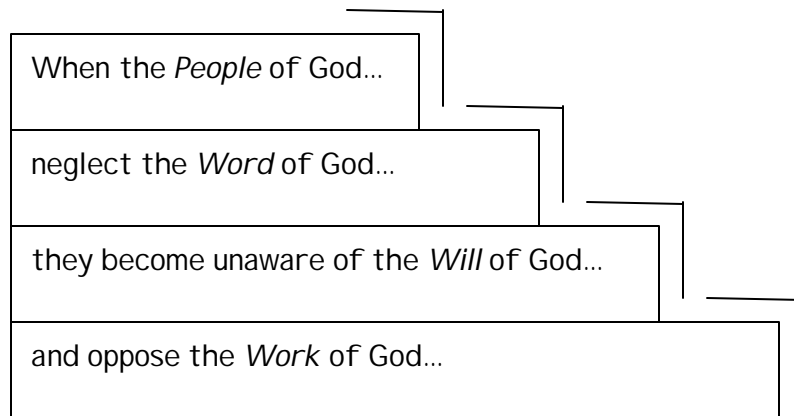 When the People of God...
neglect the Word of God...
they become unaware of the Will of God...
and oppose the Work of God...